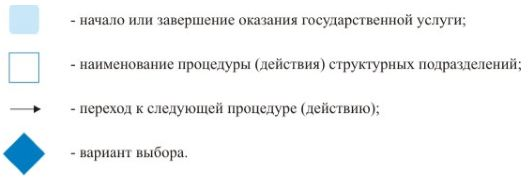 - начало или завершение оказания государственной услуги;
- наименование процедуры (действия) структурных подразделений;
- переход к следующей процедуре (действию);
- вариант выбора.